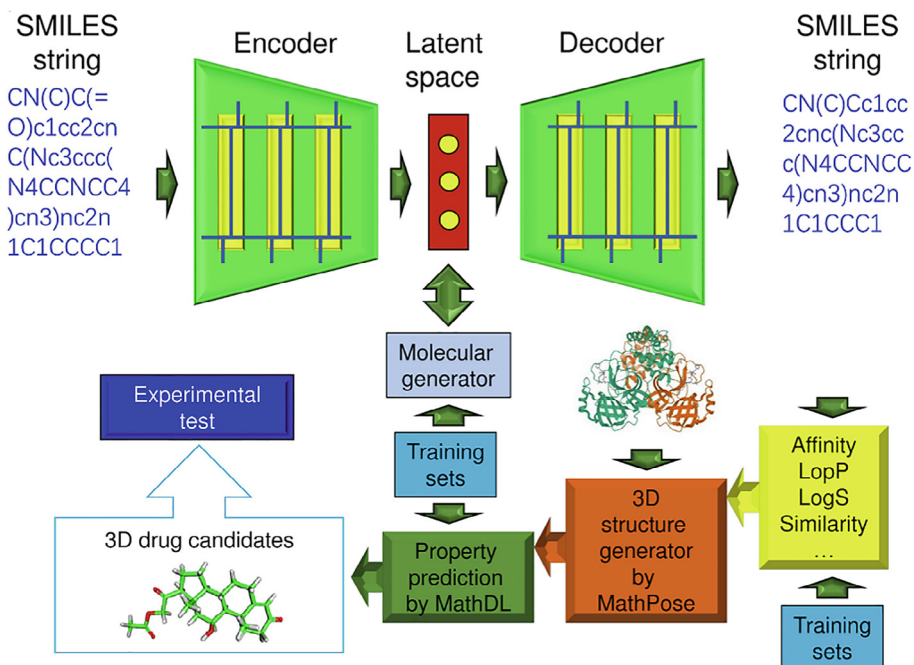 SMILES
string
CN(C)C(=
O)c1cc2cn
C(Nc3ccc(
N4CCNCC4
)cn3)nc2n
1C1CCCC1
Encoder
Latent
space
Decoder
SMILES
string
CN(C)Cc1cc
2cnc(Nc3cc
c(N4CCNCC
4)cn3)nc2n
1C1CCC1
Molecular
generator
Experimental
test
Training
sets
Affinity
LopP
LogS
Similarity
...
3D
structure
generator
by
MathPose
Property
prediction
by MathDL
3D drug candidates
Training
sets